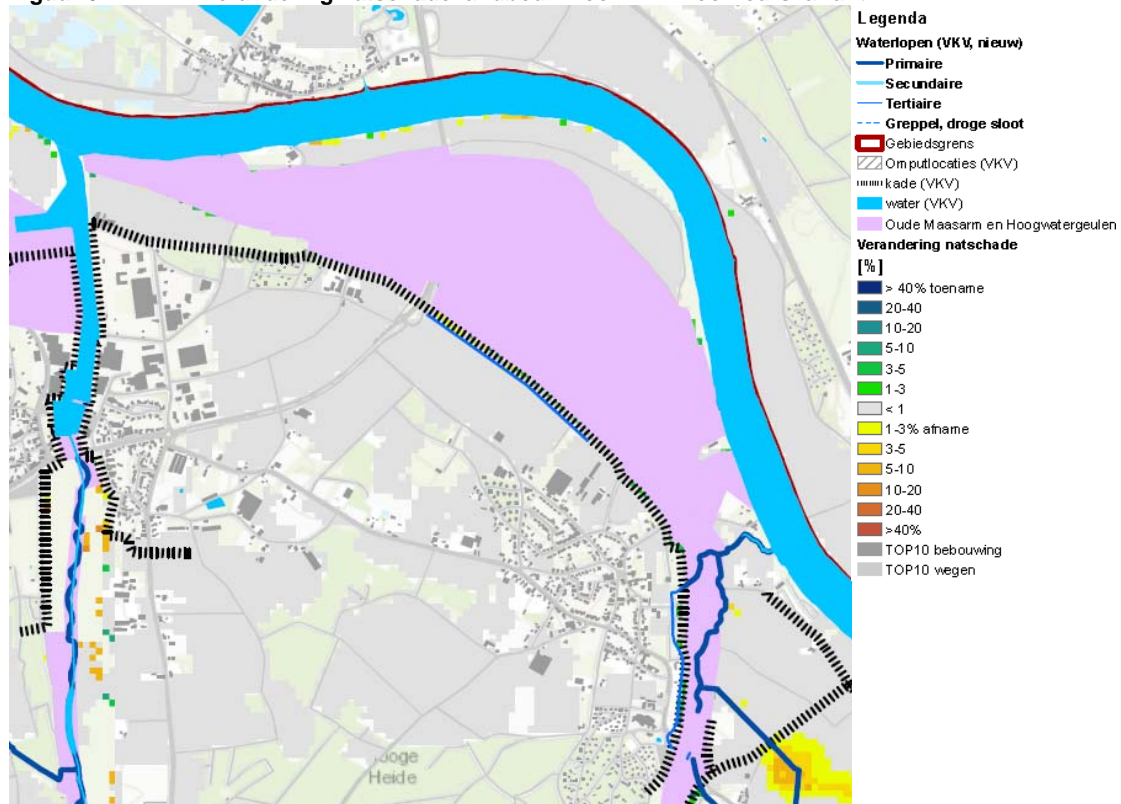 Legenda
Waterlopen (VKV, nieuw)
Primaire
Secundaire
Tertiaire
Greppel, droge sloot
Gebiedsgrens
Omputlocaties (VKV)
kade (VKV)
water (VKV)
Oude Maasarm en Hoogwatergeulen
Verandering natschade
[%]
> 40% toename
20-40
10-20
5-10
3-5
1-3
< 1
1-3% afname
3-5
5-10
10-20
20-40
>40%
TOP10 bebouwing
TOP10 wegen
Heide